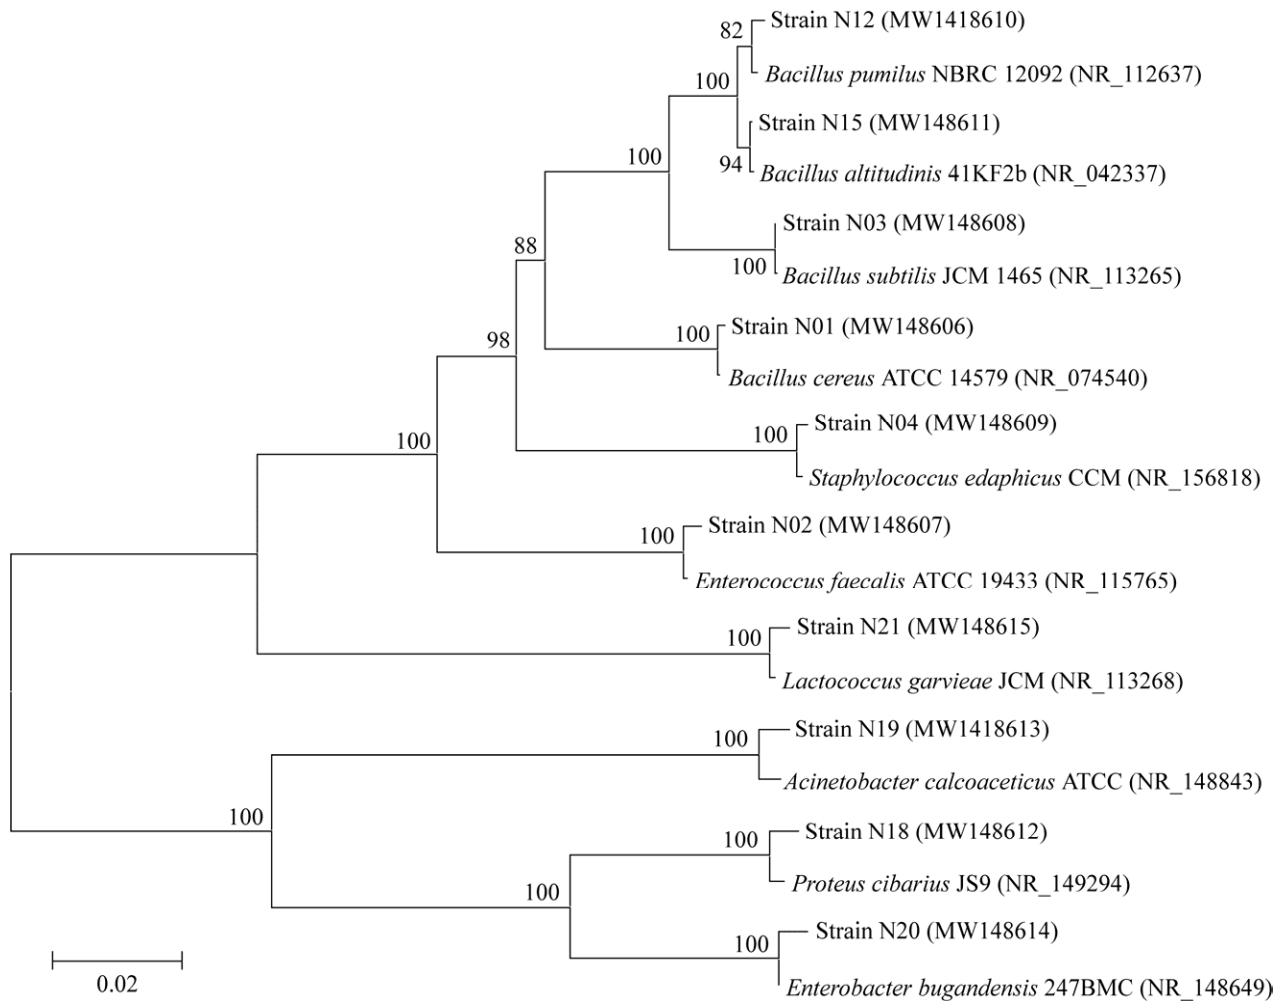 82
Strain N12 (MW1418610)
Bacillus pumilus NBRC 12092 (NR_112637)
100
Strain N15 (MW148611)
94
Bacillus altitudinis 41KF2b (NR_042337)
100
Strain N03 (MW148608)
88
100
Bacillus subtilis JCM 1465 (NR_113265)
100
Strain N01 (MW148606)
98
Bacillus cereus ATCC 14579 (NR_074540)
100
Strain N04 (MW148609)
100
Staphylococcus edaphicus CCM (NR_156818)
100
Strain N02 (MW148607)
Enterococcus faecalis ATCC 19433 (NR_115765)
100
Strain N21 (MW148615)
Lactococcus garvieae JCM (NR_113268)
100
Strain N19 (MW1418613)
Acinetobacter calcoaceticus ATCC (NR_148843)
100
100
Strain N18 (MW148612)
Proteus cibarius JS9 (NR_149294)
100
100
Strain N20 (MW148614)
Enterobacter bugandensis 247BMC (NR_148649)
0.02